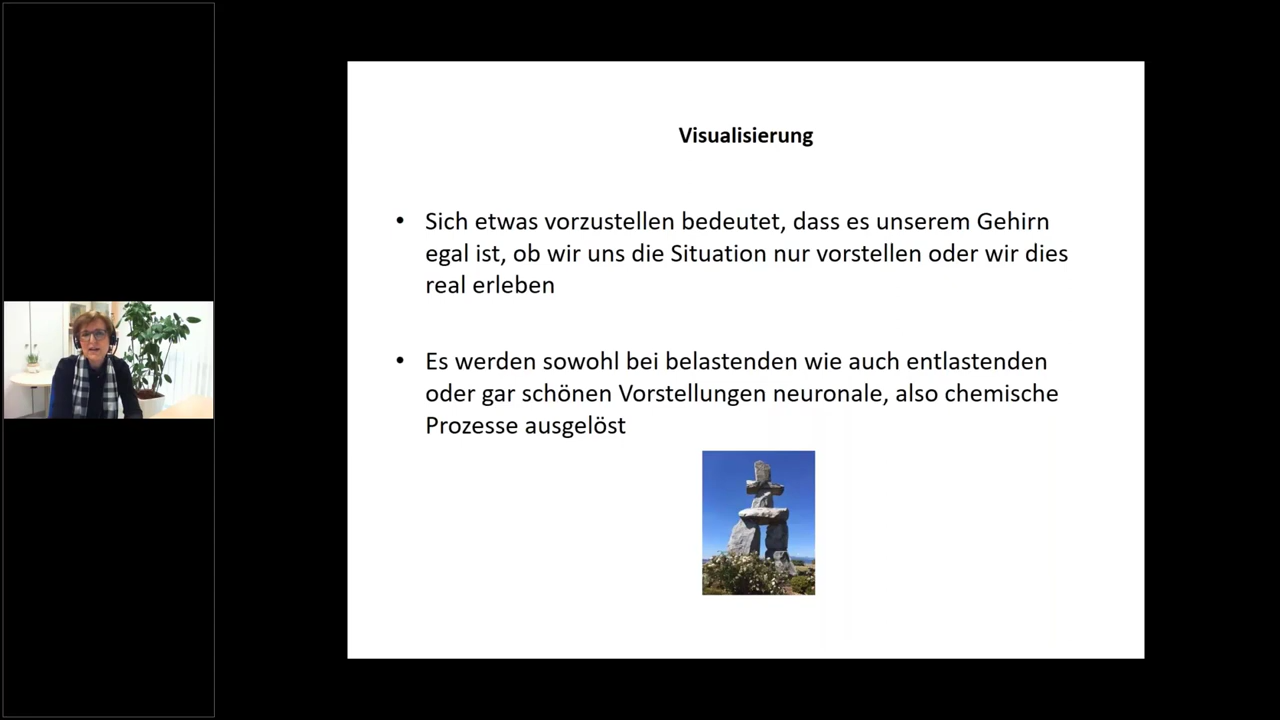 Visualisierung
• Sich etwas vorzustellen bedeutet, dass es unserem Gehirn
egal ist, ob wir uns die Situation nur vorstellen oder wir dies
real erleben
• Es werden sowohl bei belastenden wie auch entlastenden
oder gar schönen Vorstellungen neuronale, also chemische
Prozesse ausgelöst